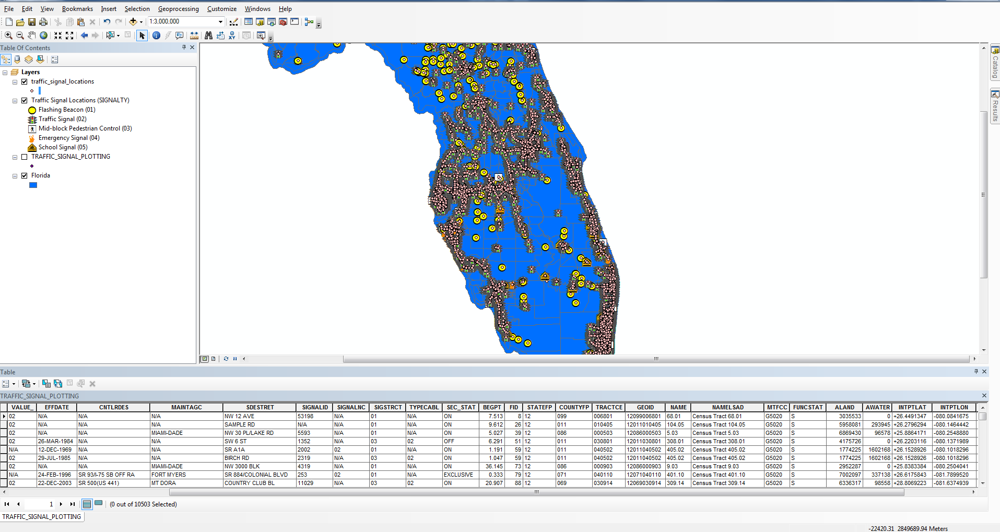 File Edit View Bookmarks Insert Selection Geoprocessing Customize Windows Help
1:3,000,000
Table Of Contents
Layers
traffic_signal_locations
Traffic Signal Locations (SIGNALTY)
Flashing Beacon (01)
Traffic Signal (02)
Mid-block Pedestrian Control (03)
Emergency Signal (04)
School Signal (05)
TRAFFIC_SIGNAL_PLOTTING
Florida
Catalog
Results
Table
TRAFFIC_SIGNAL_PLOTTING
VALUE_ EFFDATE CNTLRDES MAINTAGC SDESTRET SIGNALID SIGNALNC SIGSTRCT TYPECABL SEC_STAT BEGPT FID STATEFP COUNTYFP TRACTCE GEOID NAME NAMELSAD MTFCC FUNCSTAT ALAND AWATER INTPTLAT INTPTLON
02 N/A N/A N/A NW 12 AVE 53198 N/A 01 N/A ON 7.513 8 12 099 006801 12099006801 68.01 Census Tract 68.01 G5020 S 3035533 0 +26.4491347 -080.0841675
02 N/A N/A N/A SAMPLE RD N/A N/A 01 N/A ON 9.612 26 12 011 010405 12011010405 104.05 Census Tract 104.05 G5020 S 5958081 293945 +26.2796294 -080.1464442
02 N/A N/A MIAMI-DADE NW 30 PL/LAKE RD 5593 N/A 01 N/A ON 5.027 39 12 086 000503 12086000503 5.03 Census Tract 5.03 G5020 S 6869430 96578 +25.8864171 -080.2548880
02 26-MAR-1984 N/A N/A SW 6 ST 1352 N/A 03 02 OFF 6.291 51 12 011 030801 12011030801 308.01 Census Tract 308.01 G5020 S 4175726 0 +26.2203116 -080.1371989
N/A 12-DEC-1969 N/A N/A SR A1A 2002 02 01 N/A ON 1.191 59 12 011 040502 12011040502 405.02 Census Tract 405.02 G5020 S 1774225 1602168 +26.1528926 -080.1018296
02 29-JUL-1985 N/A N/A BIRCH RD 2319 N/A 03 02 ON 1.047 59 12 011 040502 12011040502 405.02 Census Tract 405.02 G5020 S 1774225 1602168 +26.1528926 -080.1018296
02 N/A N/A MIAMI-DADE NW 3000 BLK 4319 N/A 01 N/A ON 36.145 73 12 086 000903 12086000903 9.03 Census Tract 9.03 G5020 S 2952287 0 +25.8383384 -080.2504041
N/A 24-FEB-1996 SR 93/I-75 SB OFF RA FORT MYERS SR 884/COLONIAL BLVD 253 02 01 N/A EXCLUSIVE 0.333 79 12 071 040110 12071040110 401.10 Census Tract 401.10 G5020 S 7002097 337138 +26.6175843 -081.7899520
02 22-DEC-2003 SR 500(US 441) MT DORA COUNTRY CLUB BL 11029 N/A 03 02 ON 20.907 88 12 069 030914 12069030914 309.14 Census Tract 309.14 G5020 S 6336317 98558 +28.8069223 -081.6374939
1 (0 out of 10503 Selected)
TRAFFIC_SIGNAL_PLOTTING
-22420.31 2849689.94 Meters